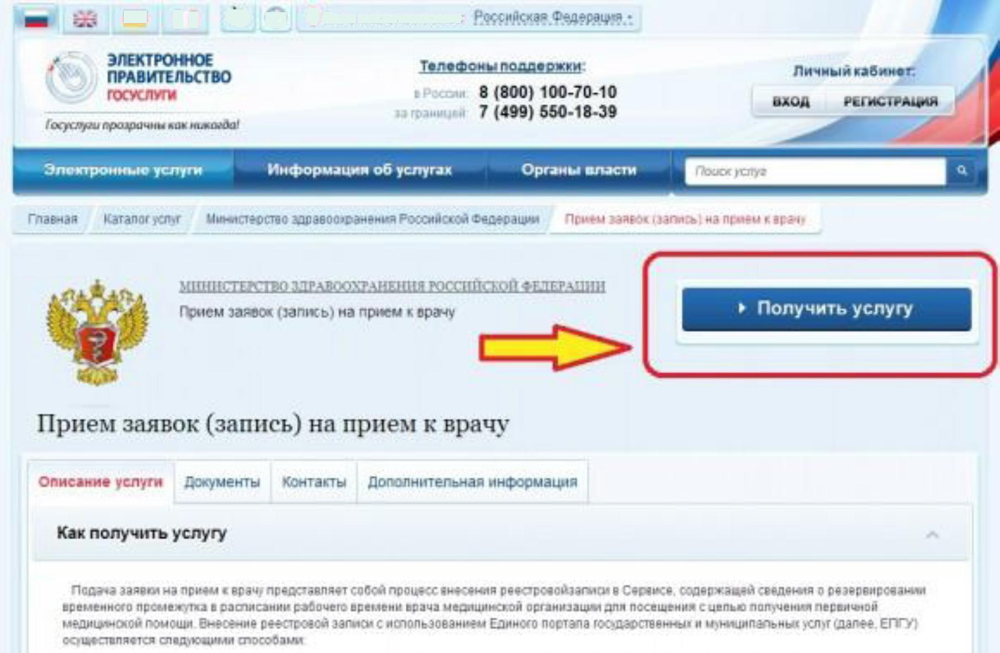 Российская Федерация
ЭЛЕКТРОННОЕ
ПРАВИТЕЛЬСТВО
ГОСУСЛУГИ
Госуслуги прозрачны как никогда!
Телефоны поддержки:
в России: 8 (800) 100-70-10
за границей: 7 (499) 550-18-39
Личный кабинет:
ВХОД РЕГИСТРАЦИЯ
Электронные услуги Информация об услугах Органы власти Поиск услуг
Главная Каталог услуг Министерство здравоохранения Российской Федерации Прием заявок (запись) на прием к врачу
МИНИСТЕРСТВО ЗДРАВООХРАНЕНИЯ РОССИЙСКОЙ ФЕДЕРАЦИИ
Прием заявок (запись) на прием к врачу
Получить услугу
Прием заявок (запись) на прием к врачу
Описание услуги Документы Контакты Дополнительная информация
Как получить услугу
Подача заявки на прием к врачу представляет собой процесс внесения реестровойзаписи в Сервисе, содержащей сведения о резервировании
временного промежутка в расписании рабочего времени врача медицинской организации для посещения с целью получения первичной
медицинской помощи. Внесение реестровой записи с использованием Единого портала государственных и муниципальных услуг (далее, ЕПГУ)
осуществляется следующими способами: